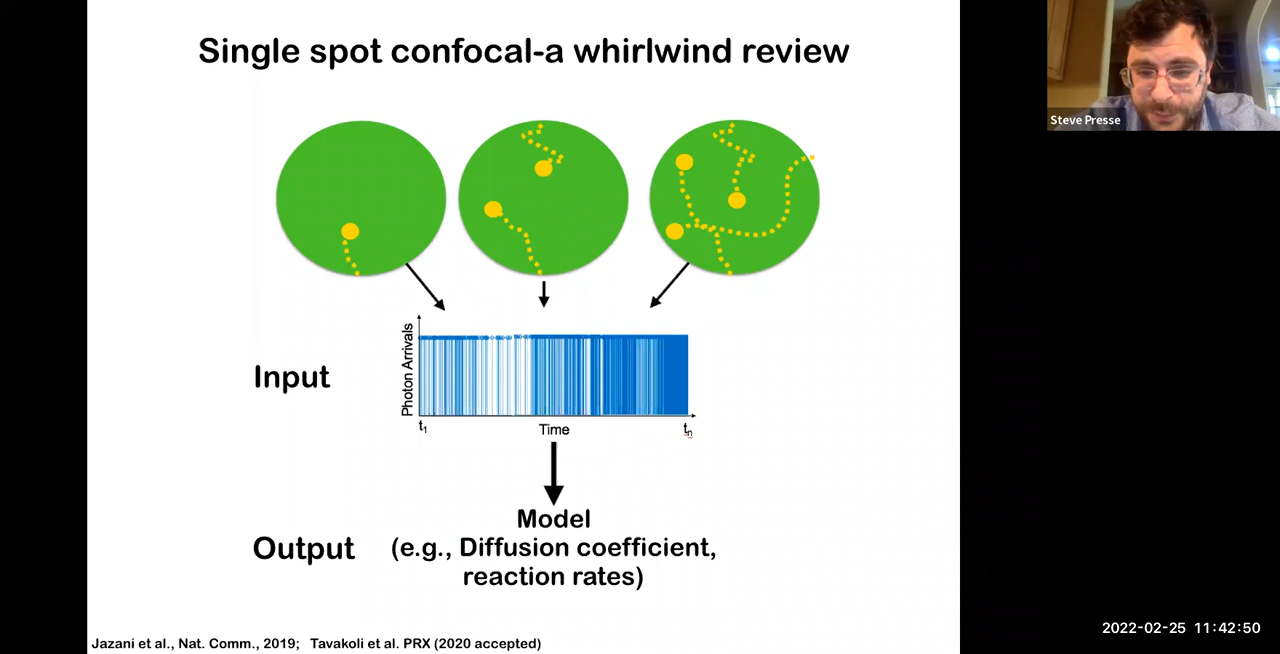 Single spot confocal-a whirlwind review
Steve Presse
Input
Photon Arrivals
t1
Time
tn
Model
Output
(e.g., Diffusion coefficient,
reaction rates)
Jazani et al., Nat. Comm., 2019; Tavakoli et al. PRX (2020 accepted)
2022-02-25 11:42:50